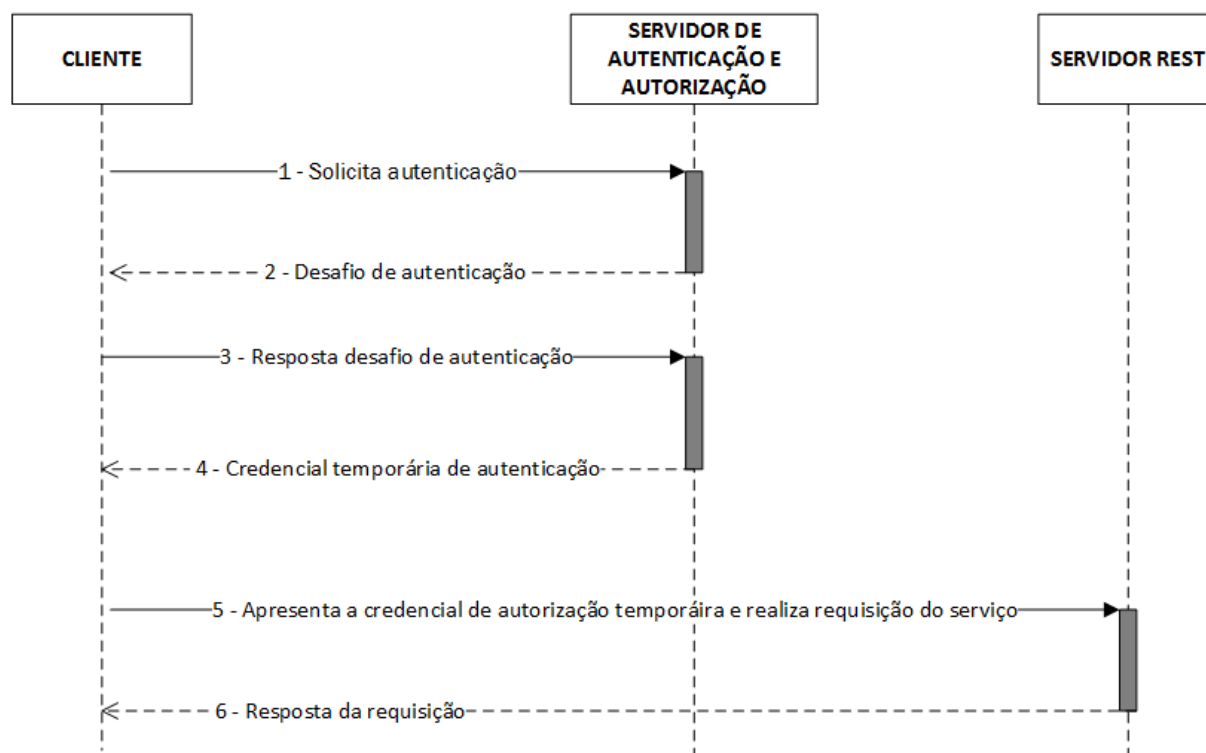 CLIENTE
SERVIDOR DE
AUTENTICAÇÃO E
AUTORIZAÇÃO
SERVIDOR REST
1 - Solicita autenticação
2 - Desafio de autenticação
3 - Resposta desafio de autenticação
4 - Credencial temporária de autenticação
5 - Apresenta a credencial de autorização temporáira e realiza requisição do serviço
6 - Resposta da requisição